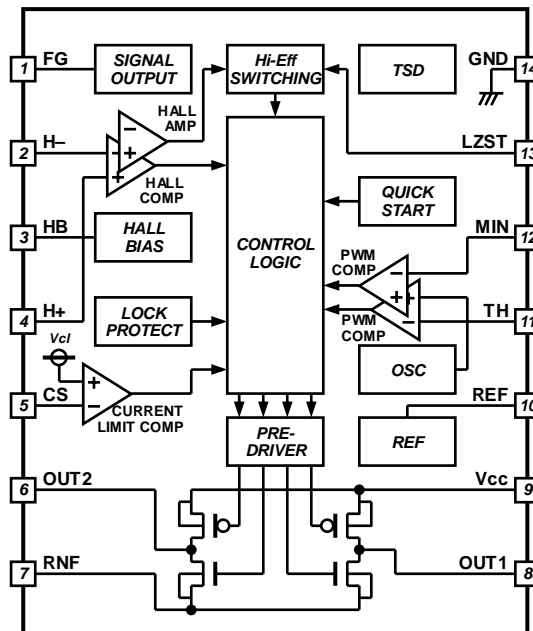 FG
1
SIGNAL
OUTPUT
Hi-Eff
SWITCHING
TSD
GND
14
HALL
AMP
H–
2
LZST
13
–
+
–
+
HALL
COMP
QUICK
START
HB
3
HALL
BIAS
CONTROL
LOGIC
MIN
12
PWM
COMP
–
+
+
–
H+
4
LOCK
PROTECT
PWM
COMP
TH
11
Vcl
+
–
OSC
CS
5
CURRENT
LIMIT COMP
REF
10
PRE-
DRIVER
REF
OUT2
6
Vcc
9
RNF
7
OUT1
8